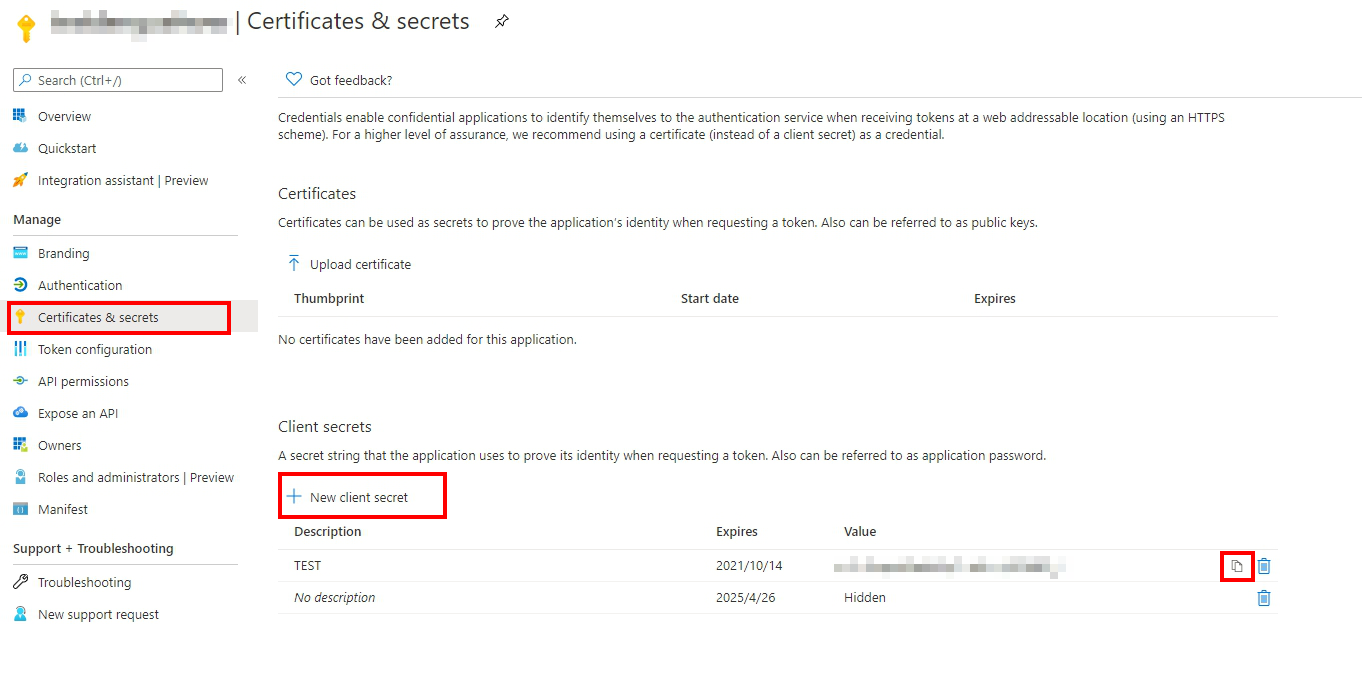 | Certificates & secrets
Search (Ctrl+/)
«
Got feedback?
Overview
Quickstart
Integration assistant | Preview
Manage
Branding
Authentication
Certificates & secrets
Token configuration
API permissions
Expose an API
Owners
Roles and administrators | Preview
Manifest
Support + Troubleshooting
Troubleshooting
New support request
Credentials enable confidential applications to identify themselves to the authentication service when receiving tokens at a web addressable location (using an HTTPS
scheme). For a higher level of assurance, we recommend using a certificate (instead of a client secret) as a credential.
Certificates
Certificates can be used as secrets to prove the application's identity when requesting a token. Also can be referred to as public keys.
Upload certificate
Thumbprint Start date Expires
No certificates have been added for this application.
Client secrets
A secret string that the application uses to prove its identity when requesting a token. Also can be referred to as application password.
New client secret
Description Expires Value
TEST 2021/10/14
No description 2025/4/26 Hidden